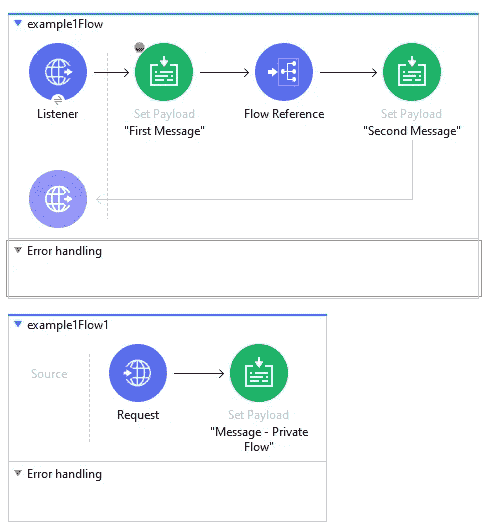 example1Flow
Listener
Set Payload
"First Message"
Flow Reference
Set Payload
"Second Message"
Error handling
example1Flow1
Source
Request
Set Payload
"Message - Private
Flow"
Error handling